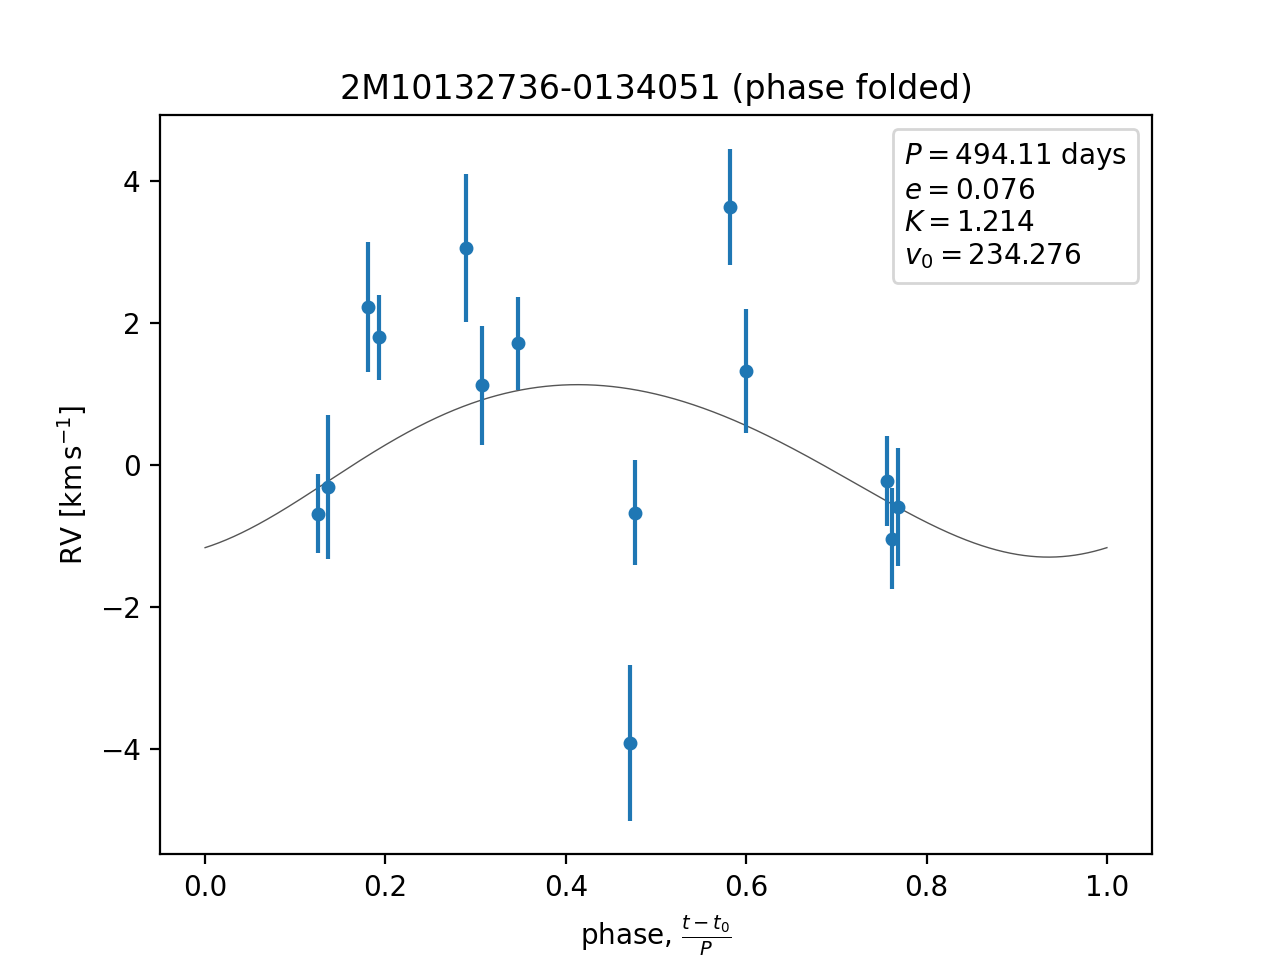 2M10132736-0134051 (phase folded)
P = 494.11 days
e = 0.076
K = 1.214
v₀ = 234.276
4
2
0
−2
−4
RV [km s⁻¹]
0.0 0.2 0.4 0.6 0.8 1.0
phase, (t − t₀)/P